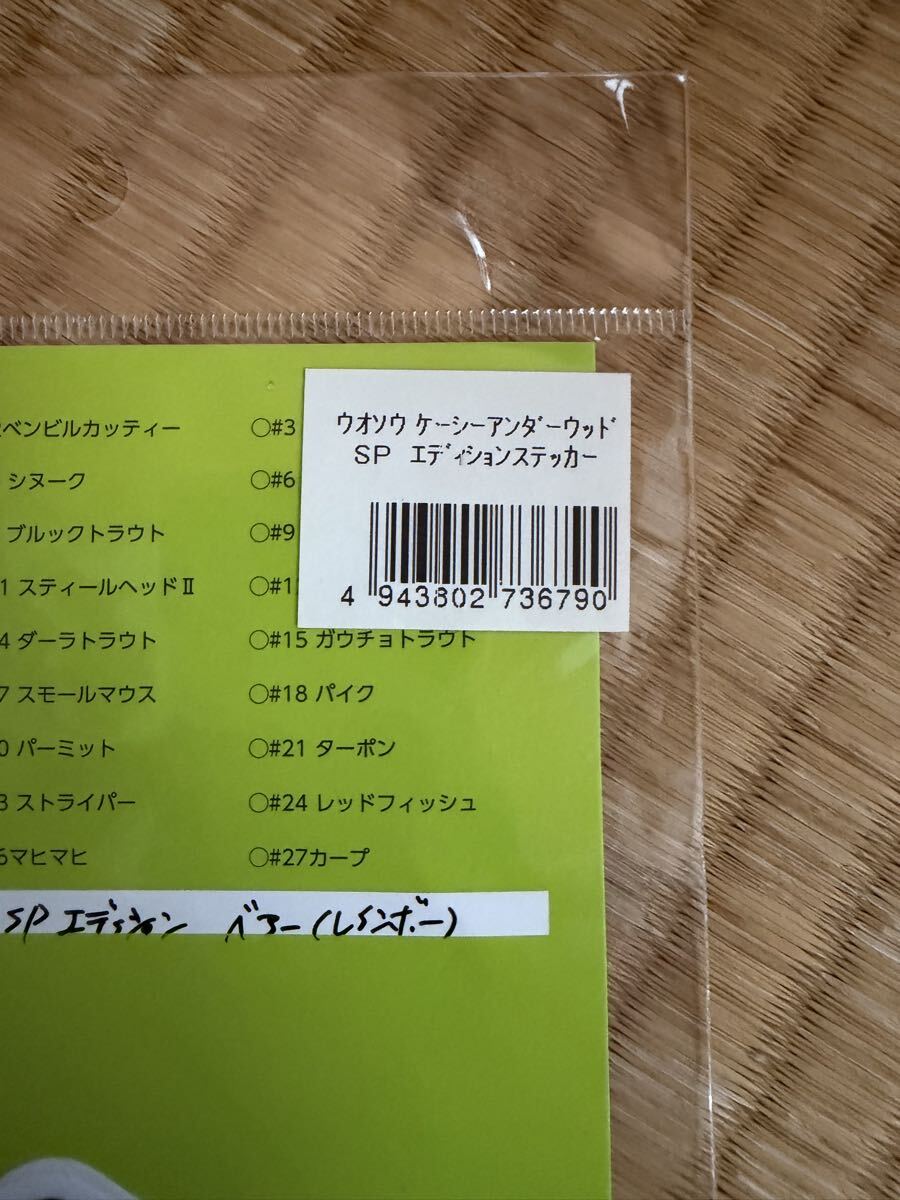 ウオソウ ケーシーアンダーウッド
SP エディションステッカー
4 943802 736790
ベンビルカッティー ○#3
シヌーク ○#6
ブルックトラウト ○#9
1 スティールヘッドⅡ ○#1
4 ダーラトラウト ○#15 ガウチョトラウト
7 スモールマウス ○#18 パイク
0 パーミット ○#21 ターポン
3 ストライパー ○#24 レッドフィッシュ
6マヒマヒ ○#27カープ
SP エディション ベアー(レインボー)